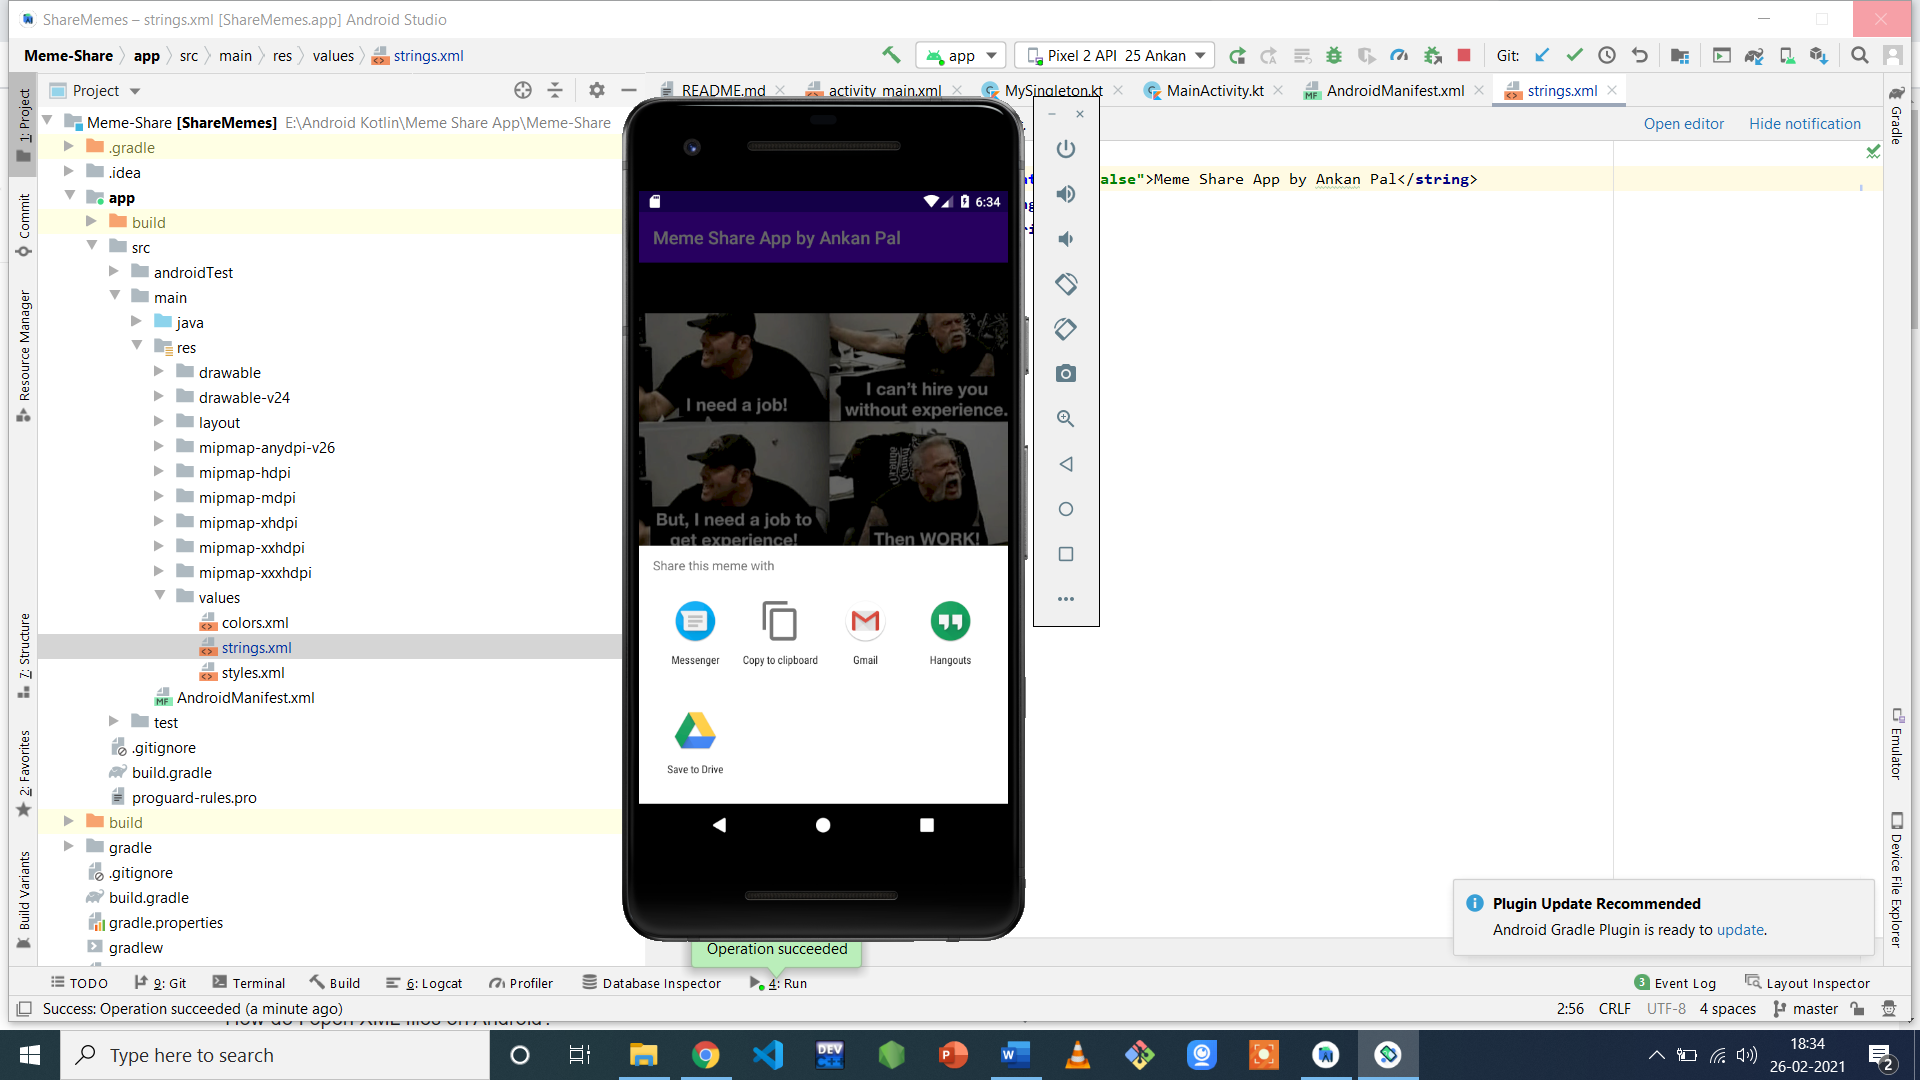 ShareMemes – strings.xml [ShareMemes.app] Android Studio
Meme-Share app src main res values strings.xml
app Pixel 2 API 25 Ankan Git:
Project
README.md activity_main.xml MySingleton.kt MainActivity.kt AndroidManifest.xml strings.xml
Open editor Hide notification
1: Project
Commit
Resource Manager
7: Structure
2: Favorites
Build Variants
Meme-Share [ShareMemes] E:\Android Kotlin\Meme Share App\Meme-Share
.gradle
.idea
app
build
src
androidTest
main
java
res
drawable
drawable-v24
layout
mipmap-anydpi-v26
mipmap-hdpi
mipmap-mdpi
mipmap-xhdpi
mipmap-xxhdpi
mipmap-xxxhdpi
values
colors.xml
strings.xml
styles.xml
AndroidManifest.xml
test
.gitignore
build.gradle
proguard-rules.pro
build
gradle
.gitignore
build.gradle
gradle.properties
gradlew
alse">Meme Share App by Ankan Pal</string>
6:34
Meme Share App by Ankan Pal
I need a job!
I can't hire you
without experience.
But, I need a job to
get experience!
Then WORK!
Share this meme with
Messenger Copy to clipboard Gmail Hangouts
Save to Drive
Gradle
Emulator
Device File Explorer
Plugin Update Recommended
Android Gradle Plugin is ready to update.
Operation succeeded
TODO 9: Git Terminal Build 6: Logcat Profiler Database Inspector 4: Run 3 Event Log Layout Inspector
Success: Operation succeeded (a minute ago) 2:56 CRLF UTF-8 4 spaces master
Type here to search
DEV
18:34
26-02-2021
2